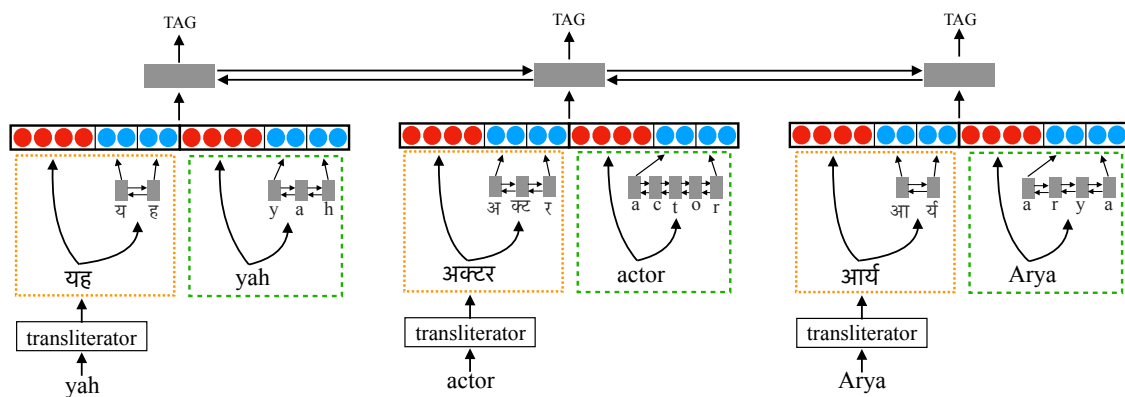 TAG TAG TAG
य ह y a h अ क्ट र a c t o r आ र्य a r y a
यह yah अक्टर actor आर्य Arya
transliterator transliterator transliterator
yah actor Arya